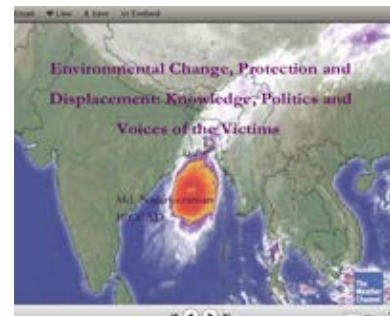 Email Like Save Embed
Environmental Change, Protection and
Displacement: Knowledge, Politics and
Voices of the Victims
Md.
The
Weather
Channel